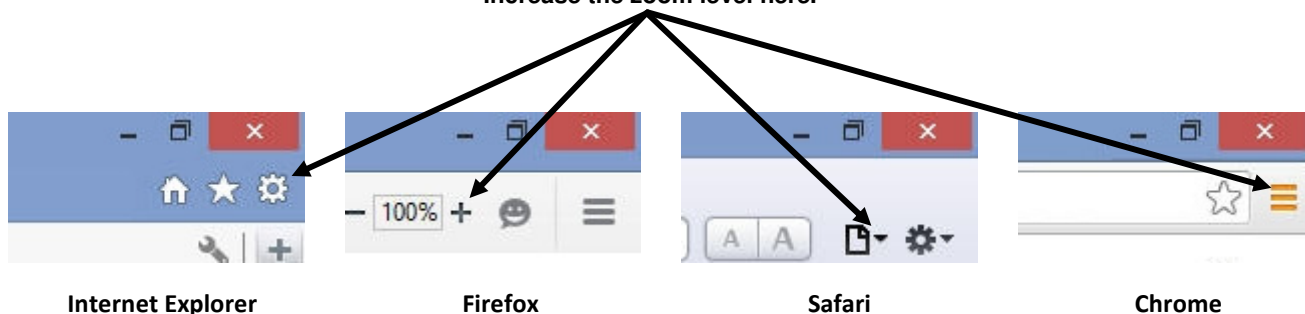 Increase the zoom level here.
100%
A A
Internet Explorer Firefox Safari Chrome